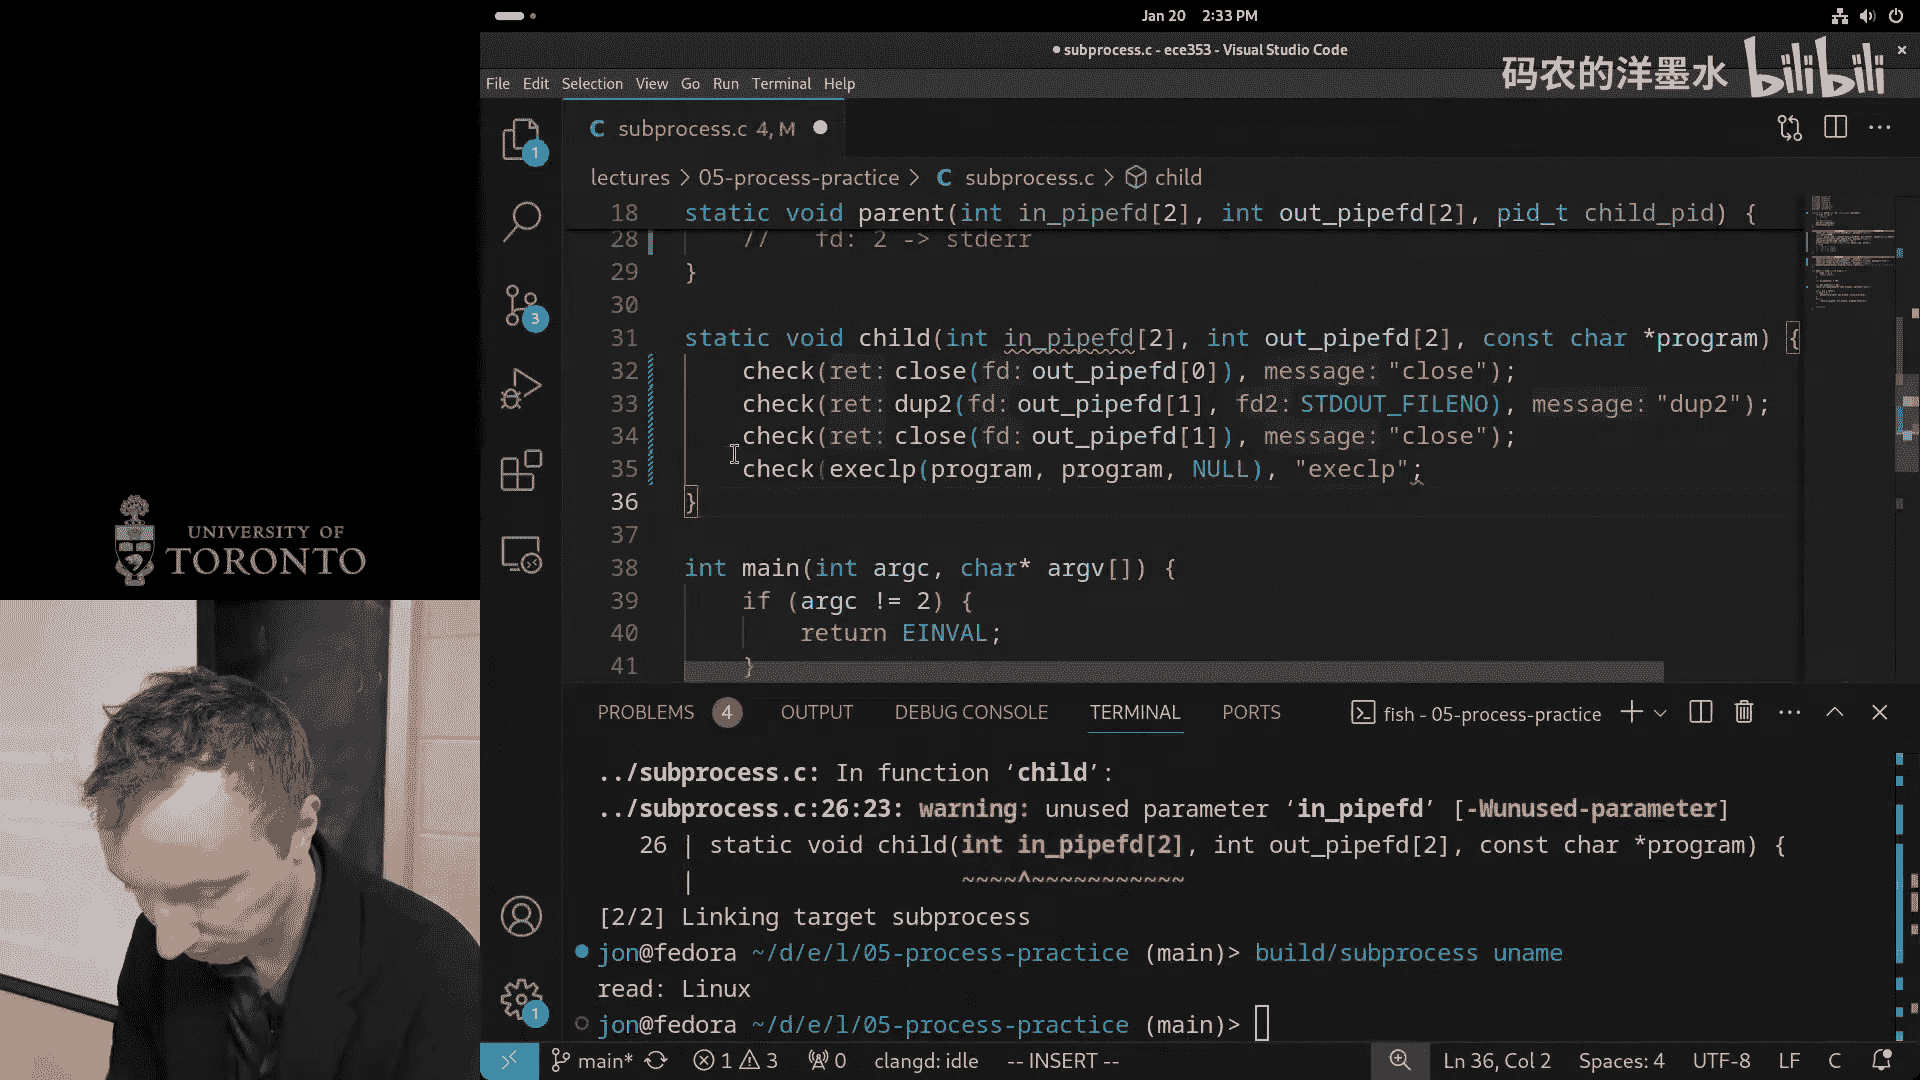 Jan 20 2:33 PM
subprocess.c - ece353 - Visual Studio Code
码农的洋墨水 bilibili
File Edit Selection View Go Run Terminal Help
C subprocess.c 4, M
lectures > 05-process-practice > C subprocess.c > child
18 static void parent(int in_pipefd[2], int out_pipefd[2], pid_t child_pid) {
28 // fd: 2 -> stderr
29 }
30
31 static void child(int in_pipefd[2], int out_pipefd[2], const char *program) {
32 check(ret: close(fd: out_pipefd[0]), message: "close");
33 check(ret: dup2(fd: out_pipefd[1], fd2: STDOUT_FILENO), message: "dup2");
34 check(ret: close(fd: out_pipefd[1]), message: "close");
35 check(execlp(program, program, NULL), "execlp";
36 }
37
38 int main(int argc, char* argv[]) {
39 if (argc != 2) {
40 return EINVAL;
41 }
1
3
1
UNIVERSITY OF
TORONTO
PROBLEMS 4 OUTPUT DEBUG CONSOLE TERMINAL PORTS fish - 05-process-practice
../subprocess.c: In function ‘child’:
../subprocess.c:26:23: warning: unused parameter ‘in_pipefd’ [-Wunused-parameter]
26 | static void child(int in_pipefd[2], int out_pipefd[2], const char *program) {
| ~~~~^~~~~~~~~~~~
[2/2] Linking target subprocess
jon@fedora ~/d/e/l/05-process-practice (main)> build/subprocess uname
read: Linux
jon@fedora ~/d/e/l/05-process-practice (main)>
main* 1 3 0 clangd: idle -- INSERT -- Ln 36, Col 2 Spaces: 4 UTF-8 LF C